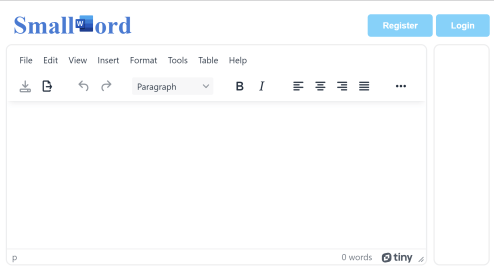 SmallWord
Register
Login
File Edit View Insert Format Tools Table Help
Paragraph B I
p 0 words tiny